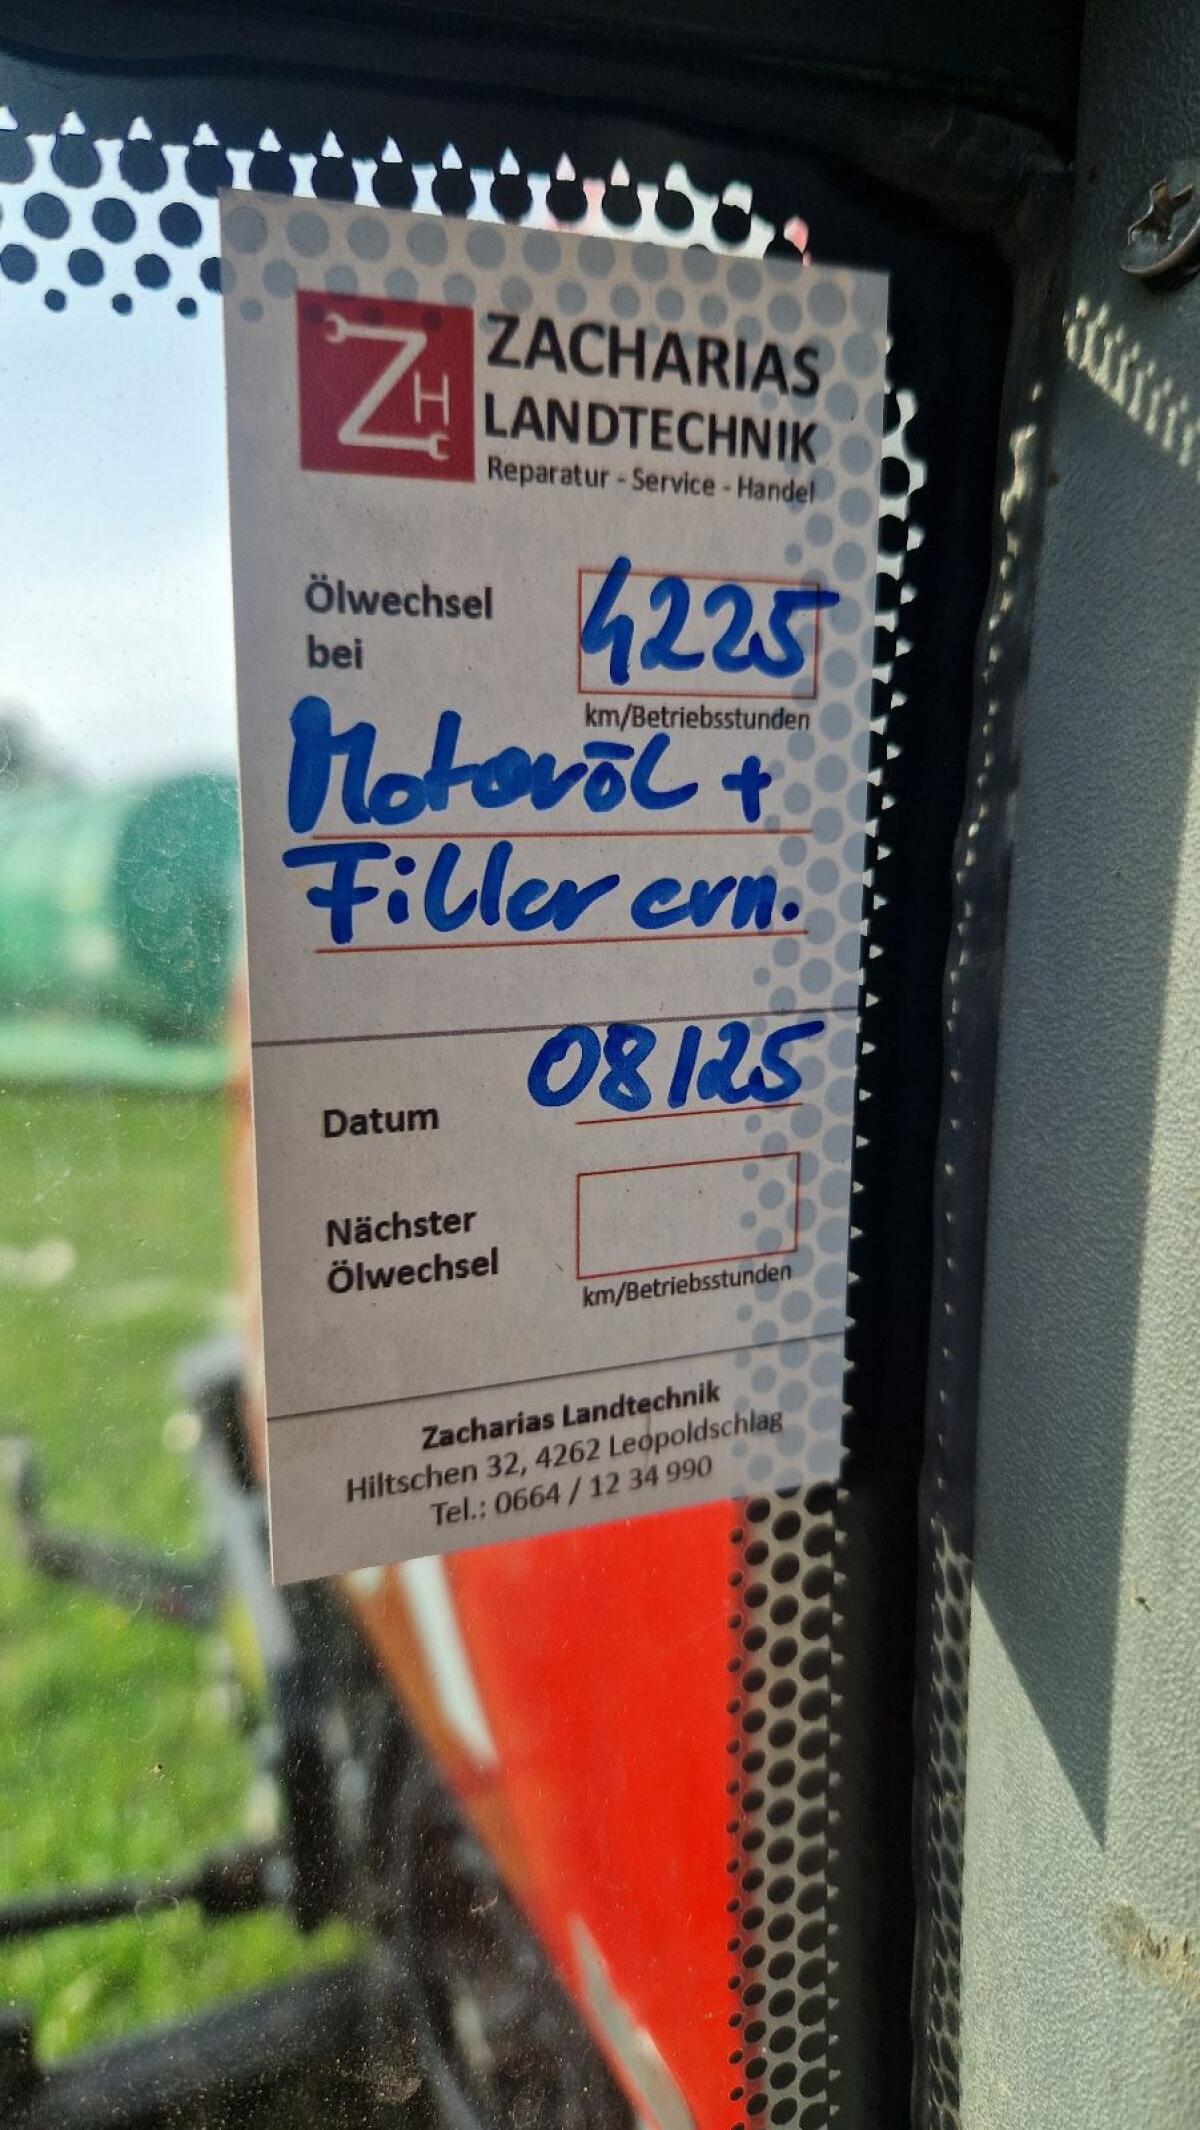 ZH
ZACHARIAS
LANDTECHNIK
Reparatur - Service - Handel
Ölwechsel
bei
4225
km/Betriebsstunden
Motoröl +
Filter ern.
Datum
08/25
Nächster
Ölwechsel
km/Betriebsstunden
Zacharias Landtechnik
Hiltschen 32, 4262 Leopoldschlag
Tel.: 0664 / 12 34 990